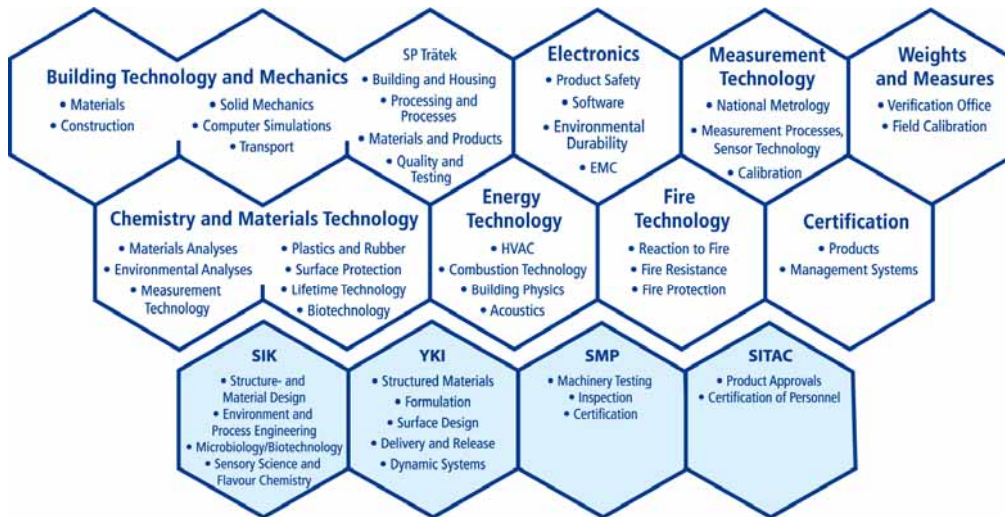 Building Technology and Mechanics
• Materials
• Construction
• Solid Mechanics
• Computer Simulations
• Transport
SP Trätek
• Building and Housing
• Processing and
Processes
• Materials and Products
• Quality and
Testing
Electronics
• Product Safety
• Software
• Environmental
Durability
• EMC
Measurement
Technology
• National Metrology
• Measurement Processes,
Sensor Technology
• Calibration
Weights
and Measures
• Verification Office
• Field Calibration
Chemistry and Materials Technology
• Materials Analyses
• Environmental Analyses
• Measurement
Technology
• Plastics and Rubber
• Surface Protection
• Lifetime Technology
• Biotechnology
Energy
Technology
• HVAC
• Combustion Technology
• Building Physics
• Acoustics
Fire
Technology
• Reaction to Fire
• Fire Resistance
• Fire Protection
Certification
• Products
• Management Systems
SIK
• Structure- and
Material Design
• Environment and
Process Engineering
• Microbiology/Biotechnology
• Sensory Science and
Flavour Chemistry
YKI
• Structured Materials
• Formulation
• Surface Design
• Delivery and Release
• Dynamic Systems
SMP
• Machinery Testing
• Inspection
• Certification
SITAC
• Product Approvals
• Certification of Personnel